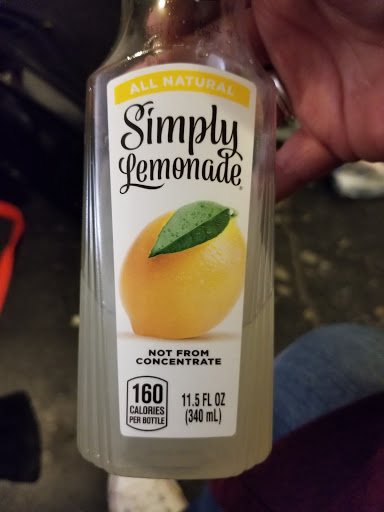 ALL NATURAL
Simply
Lemonade®
NOT FROM
CONCENTRATE
160
CALORIES
PER BOTTLE
11.5 FL OZ
(340 mL)